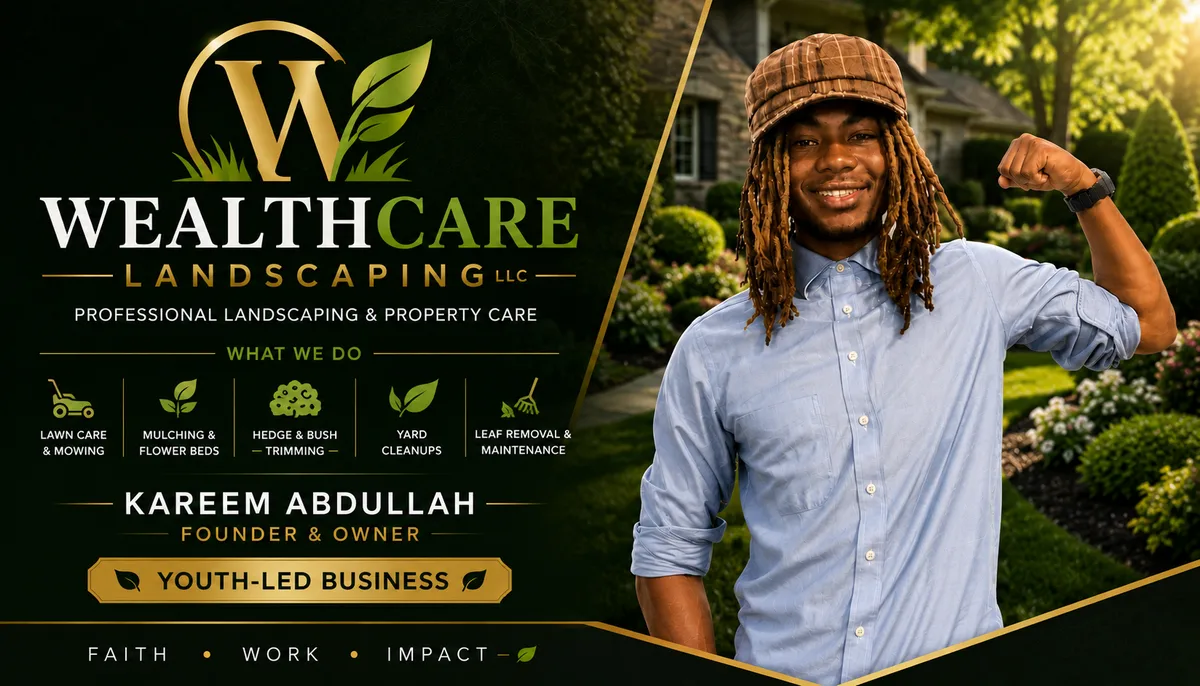 W
WEALTHCARE
LANDSCAPING LLC
PROFESSIONAL LANDSCAPING & PROPERTY CARE
WHAT WE DO
LAWN CARE
& MOWING
MULCHING &
FLOWER BEDS
HEDGE & BUSH
TRIMMING
YARD
CLEANUPS
LEAF REMOVAL &
MAINTENANCE
KAREEM ABDULLAH
FOUNDER & OWNER
YOUTH-LED BUSINESS
FAITH • WORK • IMPACT